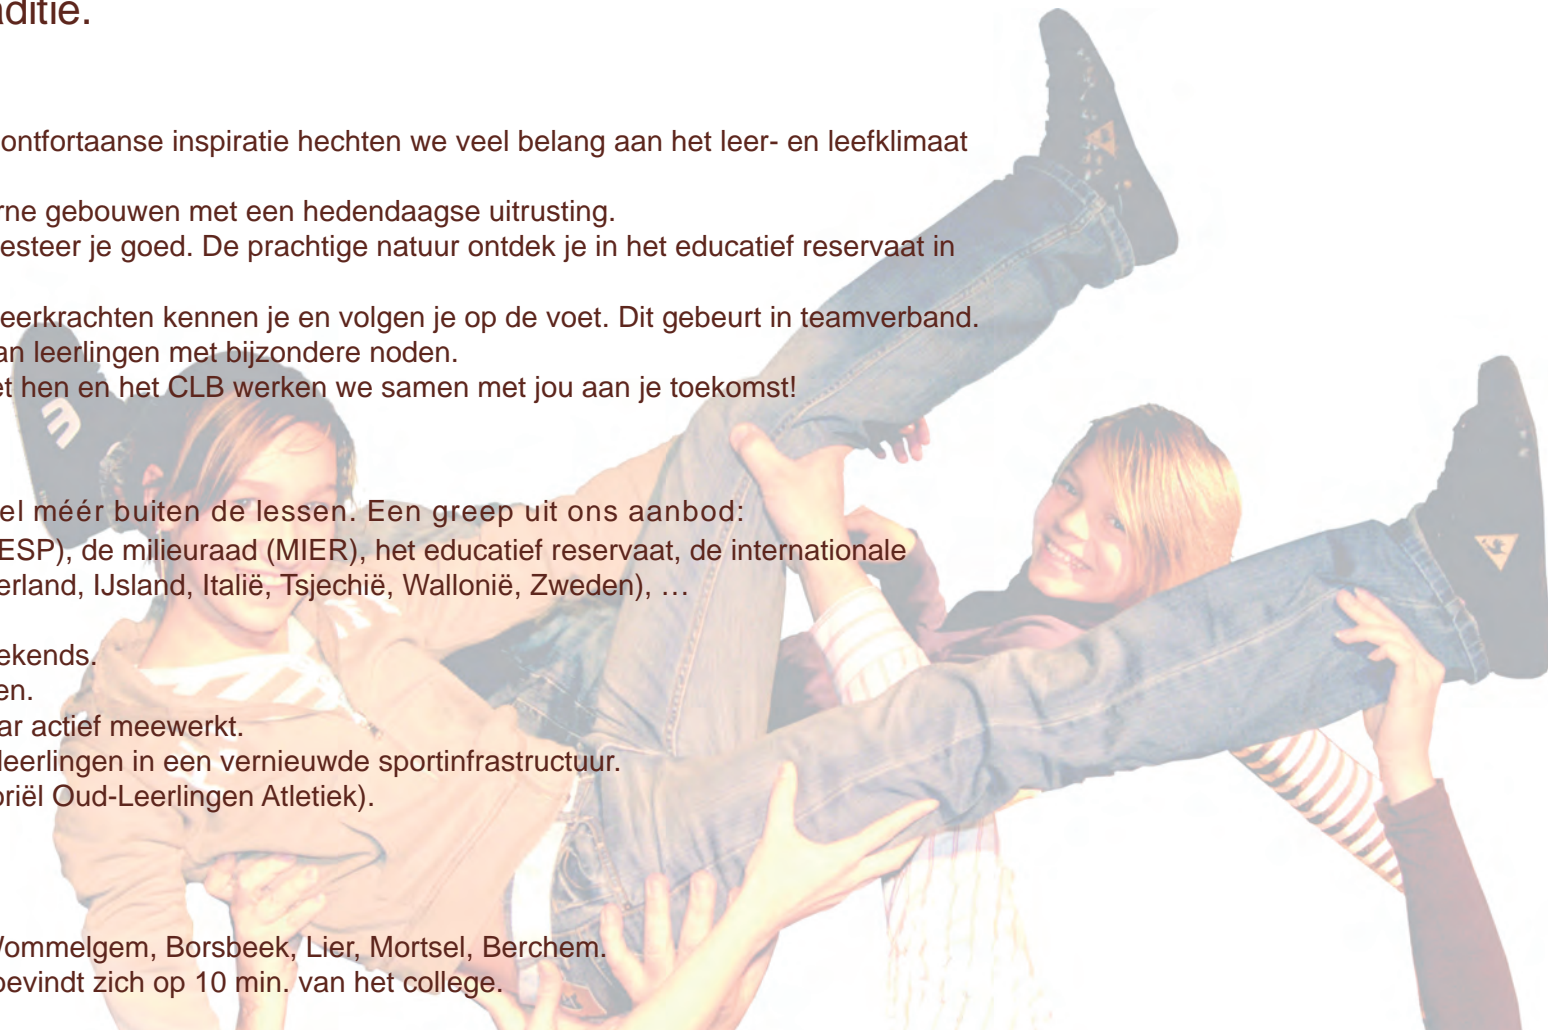 aditie.
ontfortaanse inspiratie hechten we veel belang aan het leer- en leefklimaat
rne gebouwen met een hedendaagse uitrusting.
esteer je goed. De prachtige natuur ontdek je in het educatief reservaat in
eerkrachten kennen je en volgen je op de voet. Dit gebeurt in teamverband.
an leerlingen met bijzondere noden.
et hen en het CLB werken we samen met jou aan je toekomst!
el méér buiten de lessen. Een greep uit ons aanbod:
ESP), de milieuraad (MIER), het educatief reservaat, de internationale
erland, IJsland, Italië, Tsjechië, Wallonië, Zweden), …
ekends.
en.
ar actief meewerkt.
leerlingen in een vernieuwde sportinfrastructuur.
oriël Oud-Leerlingen Atletiek).
Wommelgem, Borsbeek, Lier, Mortsel, Berchem.
bevindt zich op 10 min. van het college.